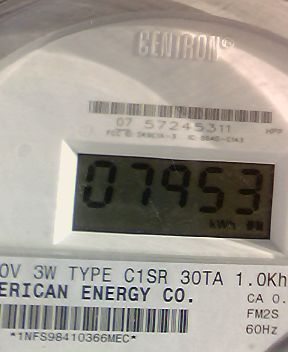 CENTRON®
07 57245311
07953
kWh
0V 3W TYPE C1SR 30TA 1.0Kh
ERICAN ENERGY CO.
CA 0.
FM2S
60Hz
*1NFS98410366MEC*